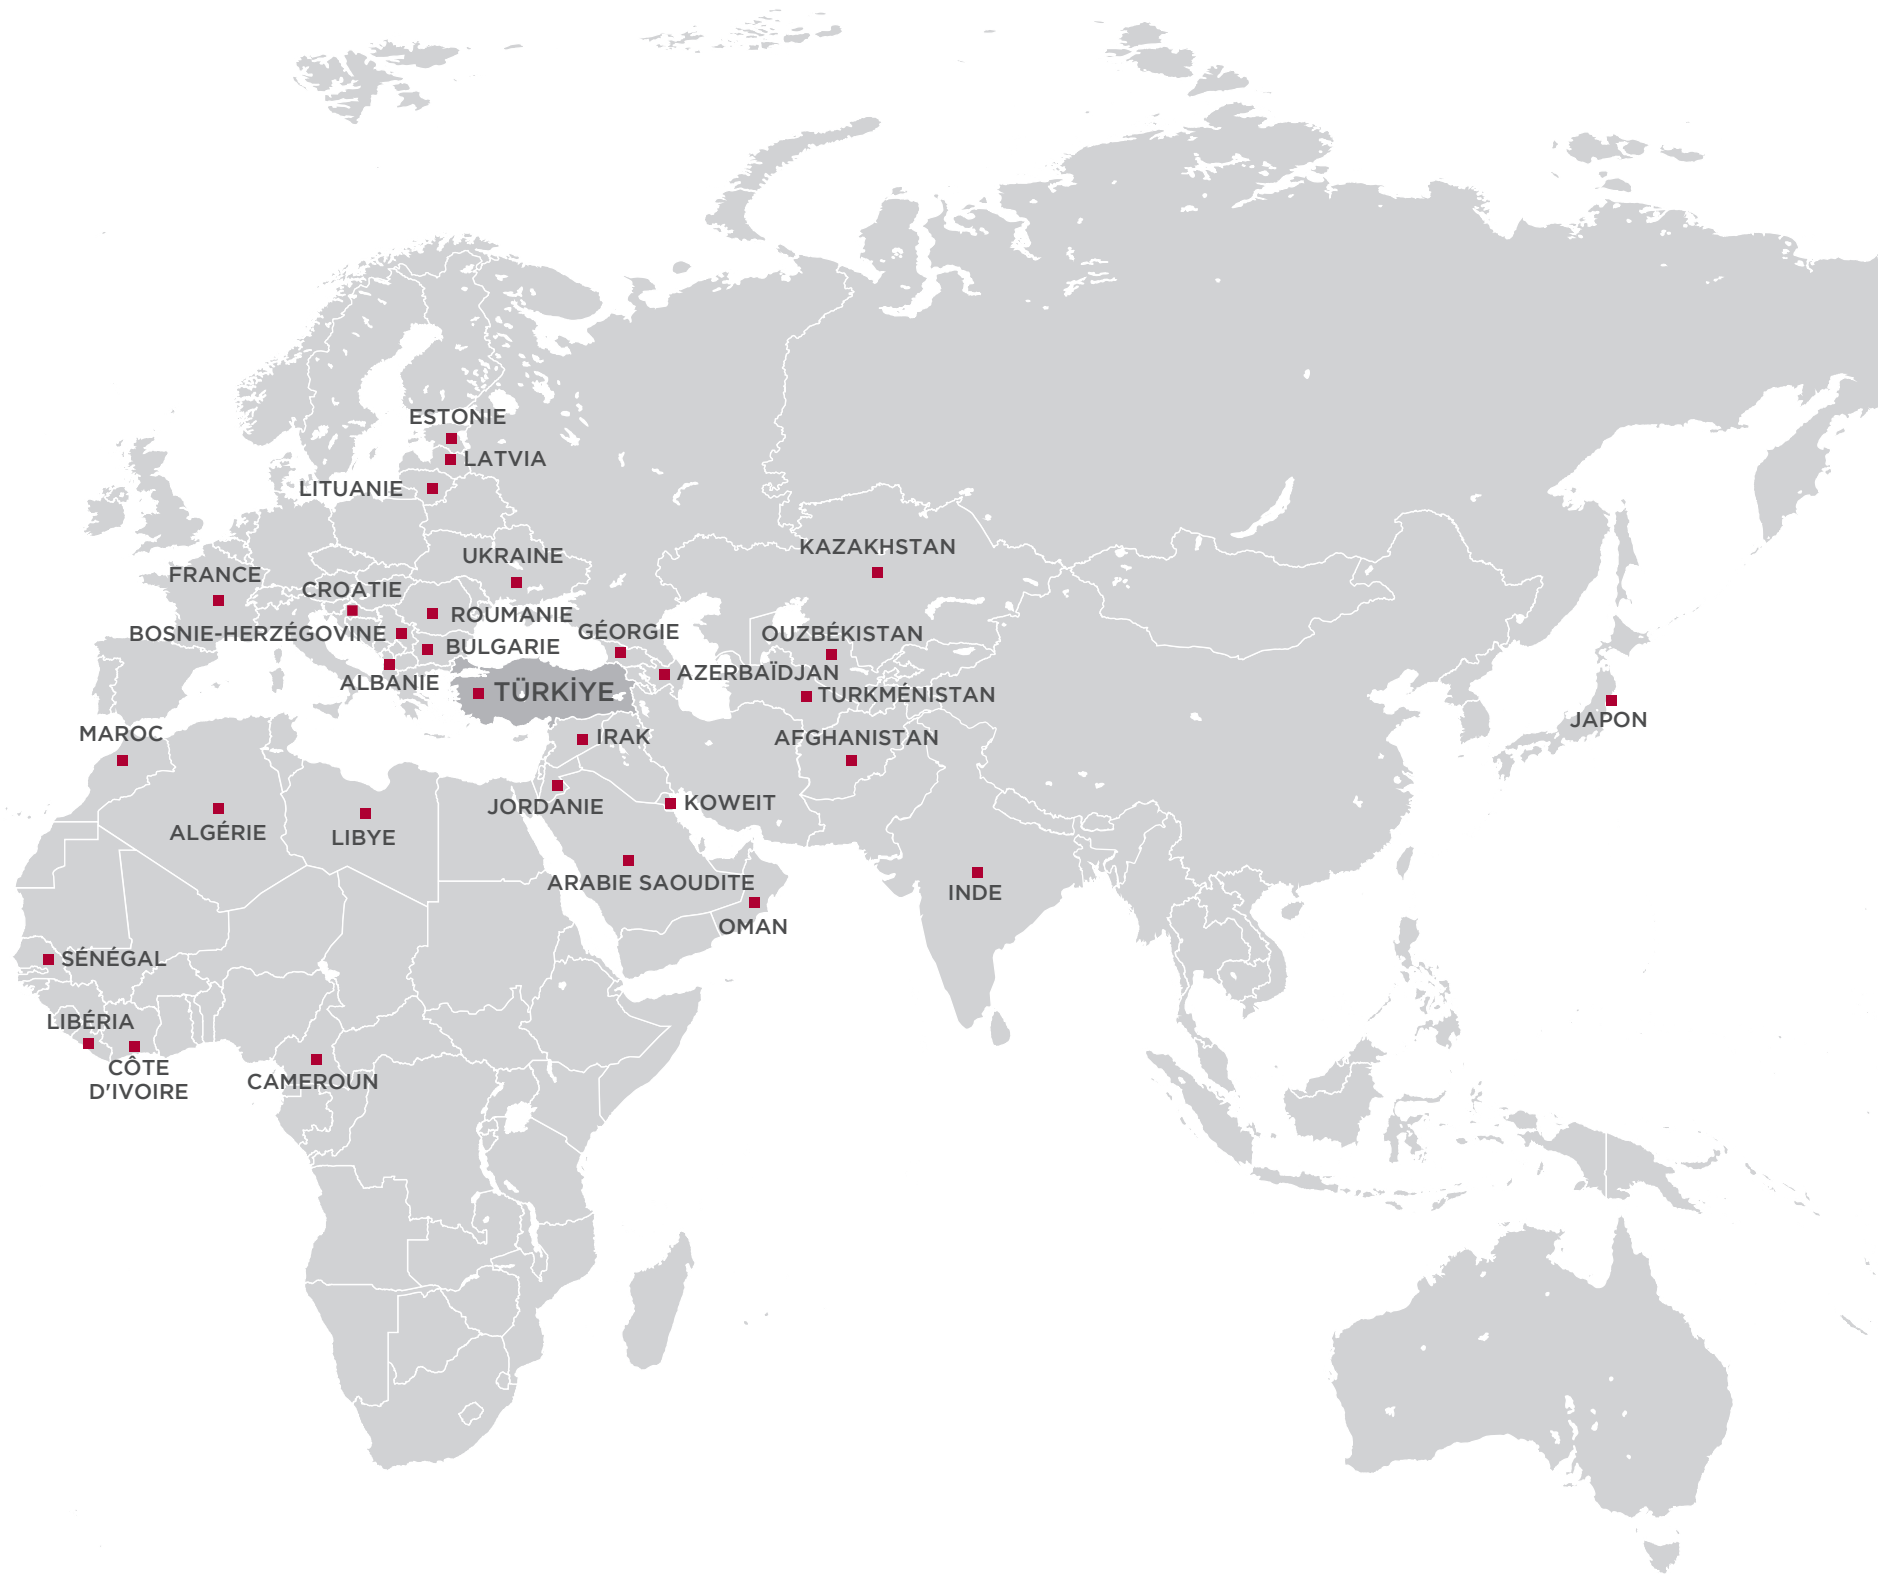 ESTONIE
LATVIA
LITUANIE
KAZAKHSTAN
UKRAINE
FRANCE
CROATIE
ROUMANIE
BOSNIE-HERZÉGOVINE
GÉORGIE
OUZBÉKISTAN
BULGARIE
AZERBAÏDJAN
ALBANIE
TÜRKİYE
TURKMÉNISTAN
JAPON
MAROC
IRAK
AFGHANISTAN
JORDANIE
KOWEIT
ALGÉRIE
LIBYE
ARABIE SAOUDITE
INDE
OMAN
SÉNÉGAL
LIBÉRIA
CÔTE
D'IVOIRE
CAMEROUN